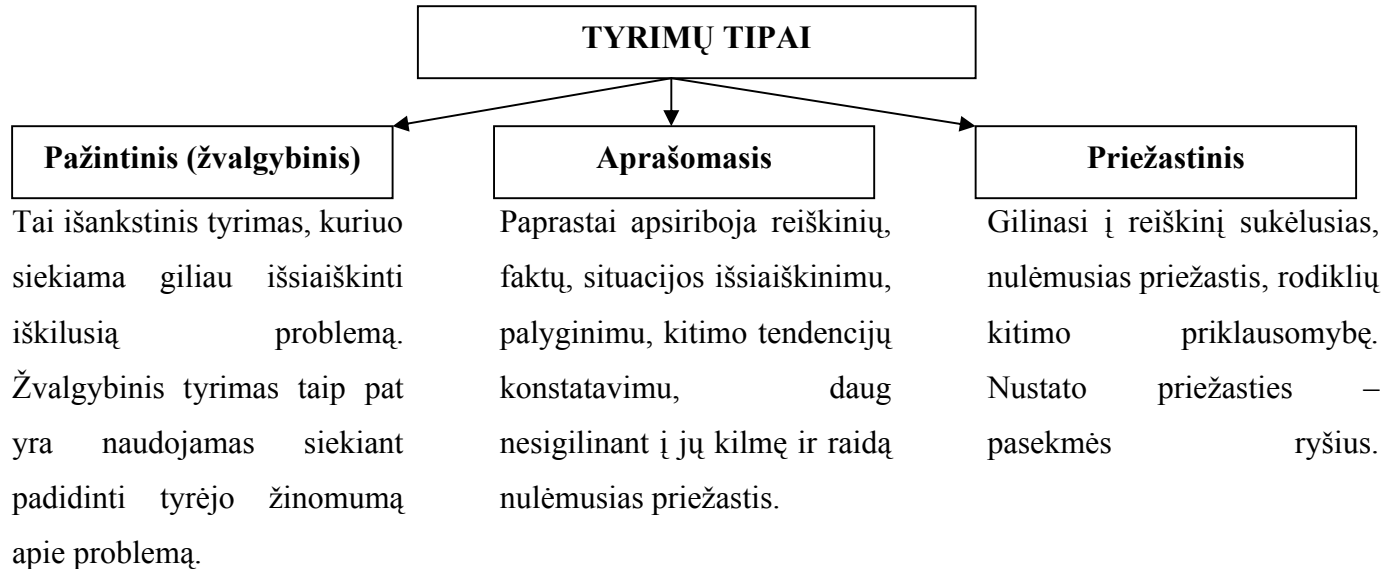 TYRIMŲ TIPAI
Pažintinis (žvalgybinis)
Tai išankstinis tyrimas, kuriuo
siekiama giliau išsiaiškinti
iškilusią problemą.
Žvalgybinis tyrimas taip pat
yra naudojamas siekiant
padidinti tyrėjo žinomumą
apie problemą.
Aprašomasis
Paprastai apsiriboja reiškinių,
faktų, situacijos išsiaiškinimu,
palyginimu, kitimo tendencijų
konstatavimu, daug
nesigilinant į jų kilmę ir raidą
nulėmusias priežastis.
Priežastinis
Gilinasi į reiškinį sukėlusias,
nulėmusias priežastis, rodiklių
kitimo priklausomybę.
Nustato priežasties –
pasekmės ryšius.